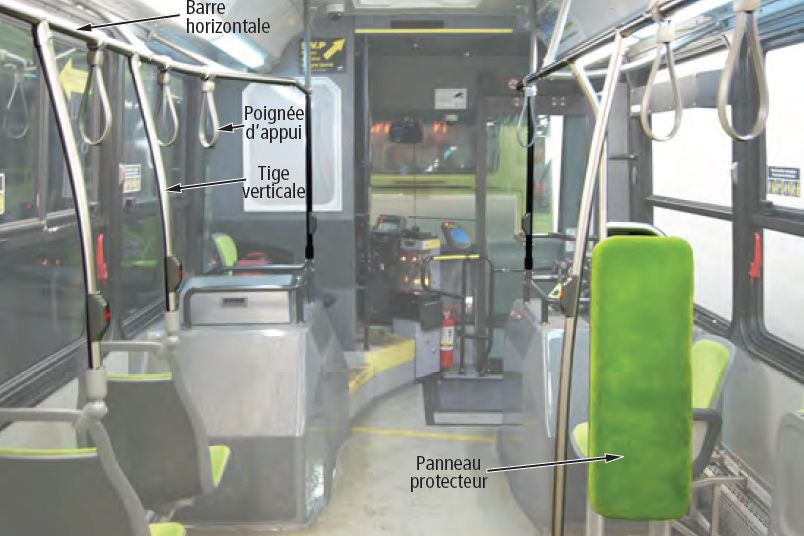 Barre
horizontale
V.P
Poignée
d'appui
Tige
verticale
Panneau
protecteur